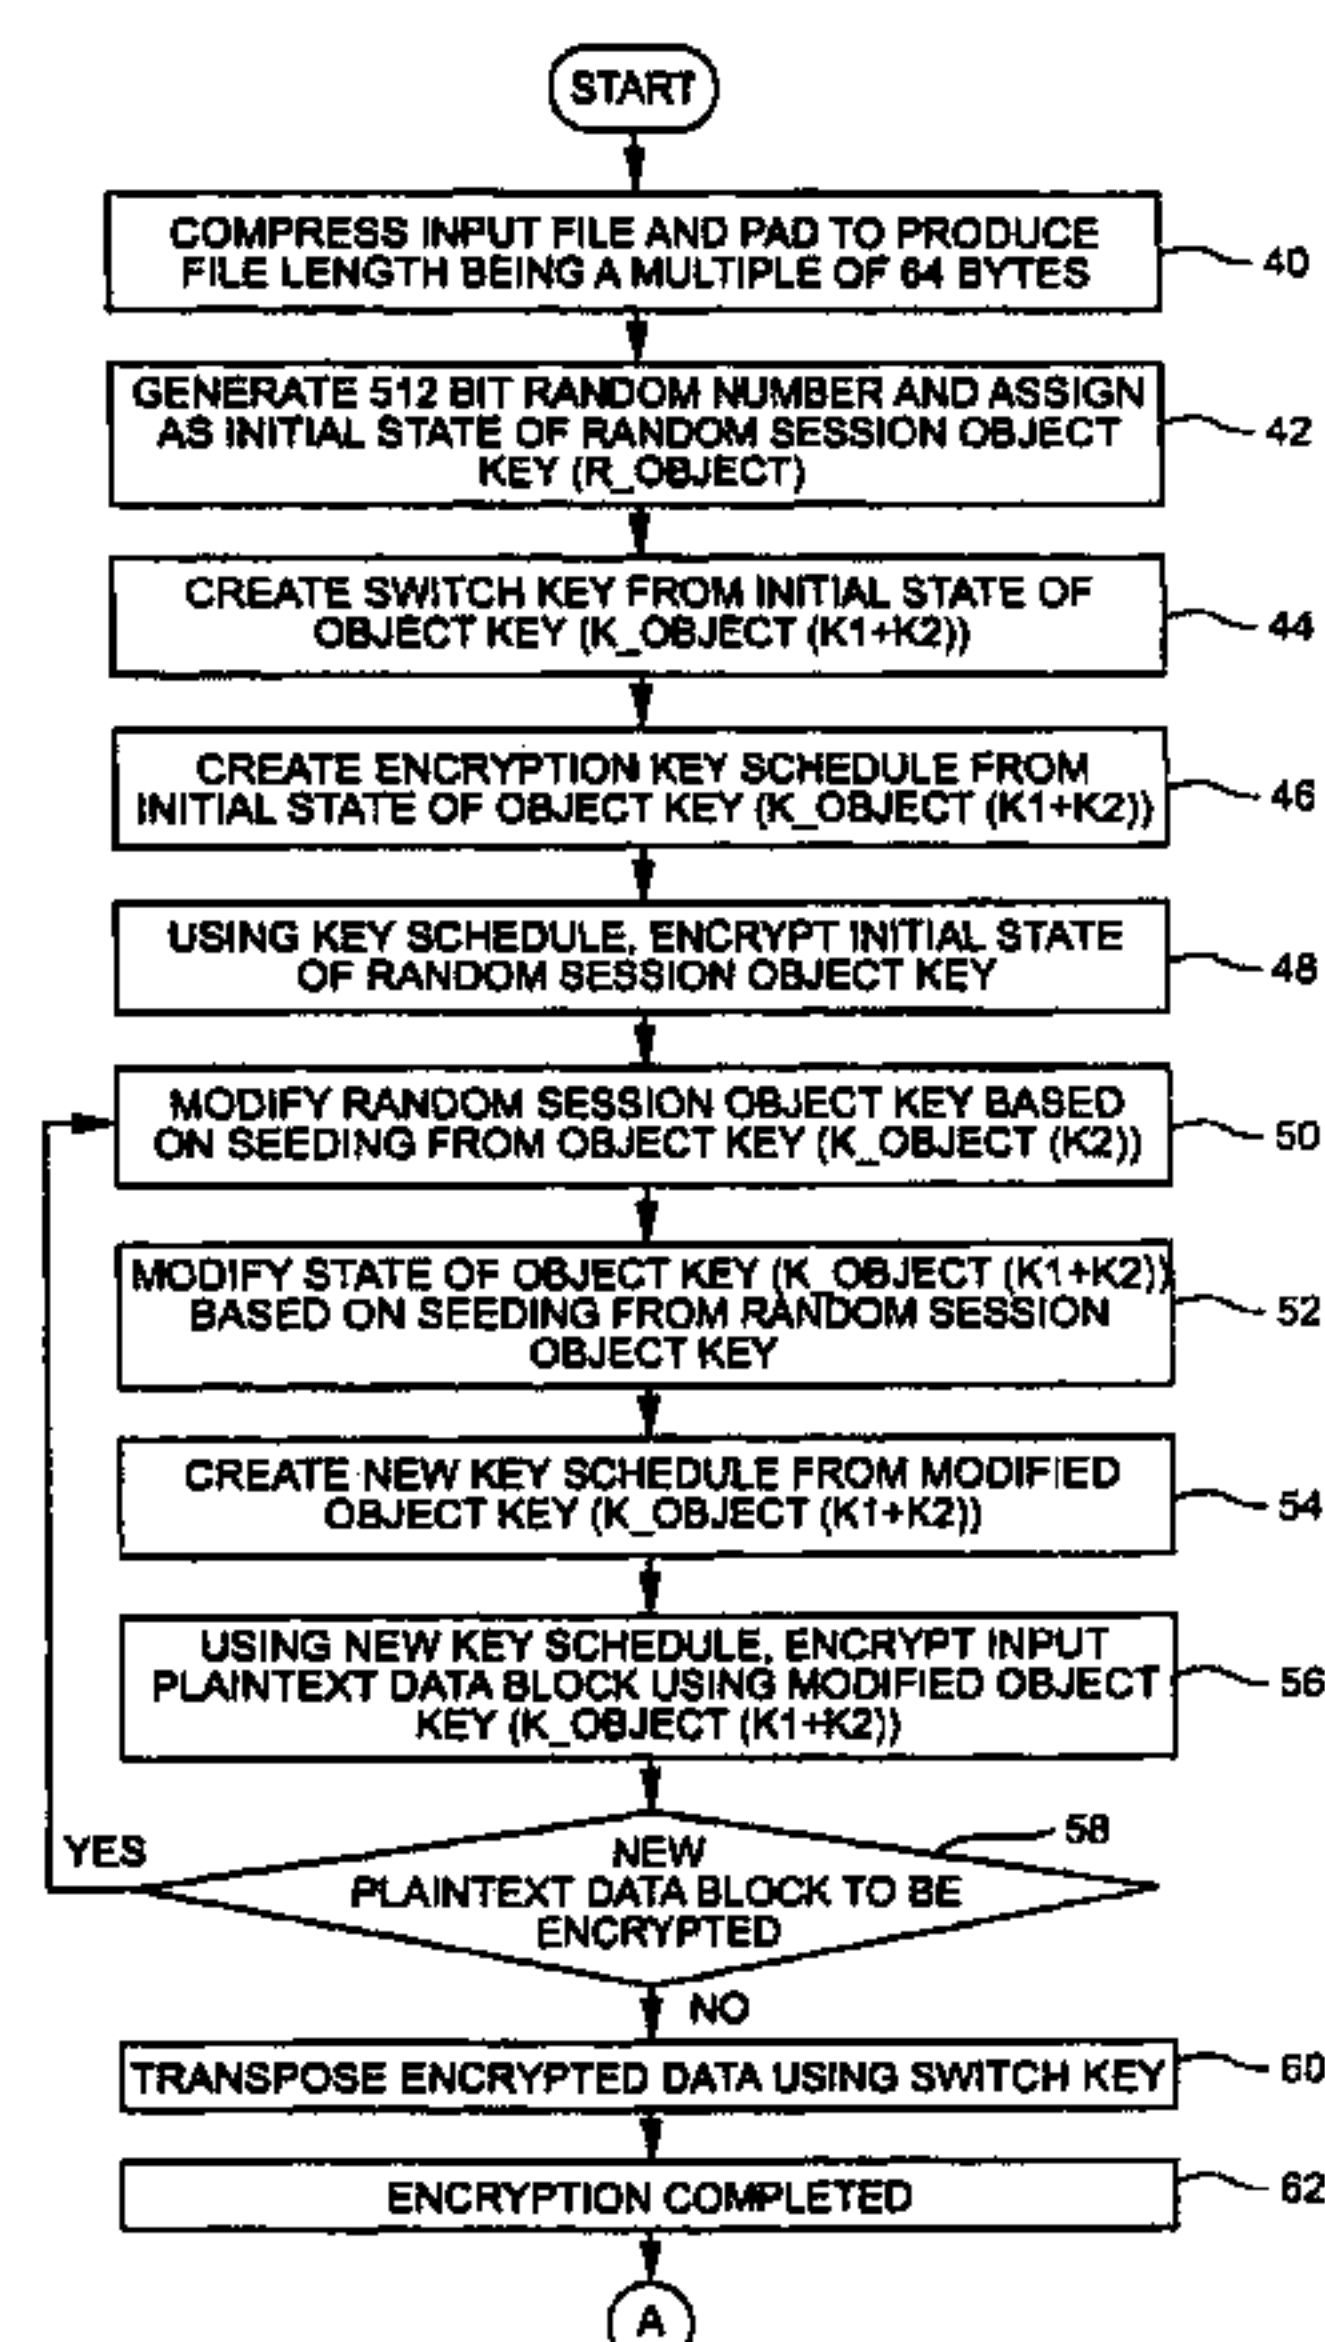 START
COMPRESS INPUT FILE AND PAD TO PRODUCE
FILE LENGTH BEING A MULTIPLE OF 64 BYTES
40
GENERATE 512 BIT RANDOM NUMBER AND ASSIGN
AS INITIAL STATE OF RANDOM SESSION OBJECT
KEY (R_OBJECT)
42
CREATE SWITCH KEY FROM INITIAL STATE OF
OBJECT KEY (K_OBJECT (K1+K2))
44
CREATE ENCRYPTION KEY SCHEDULE FROM
INITIAL STATE OF OBJECT KEY (K_OBJECT (K1+K2))
46
USING KEY SCHEDULE, ENCRYPT INITIAL STATE
OF RANDOM SESSION OBJECT KEY
48
MODIFY RANDOM SESSION OBJECT KEY BASED
ON SEEDING FROM OBJECT KEY (K_OBJECT (K2))
50
MODIFY STATE OF OBJECT KEY (K_OBJECT (K1+K2))
BASED ON SEEDING FROM RANDOM SESSION
OBJECT KEY
52
CREATE NEW KEY SCHEDULE FROM MODIFIED
OBJECT KEY (K_OBJECT (K1+K2))
54
USING NEW KEY SCHEDULE, ENCRYPT INPUT
PLAINTEXT DATA BLOCK USING MODIFIED OBJECT
KEY (K_OBJECT (K1+K2))
56
YES
NEW
PLAINTEXT DATA BLOCK TO BE
ENCRYPTED
58
NO
TRANSPOSE ENCRYPTED DATA USING SWITCH KEY
60
ENCRYPTION COMPLETED
62
A